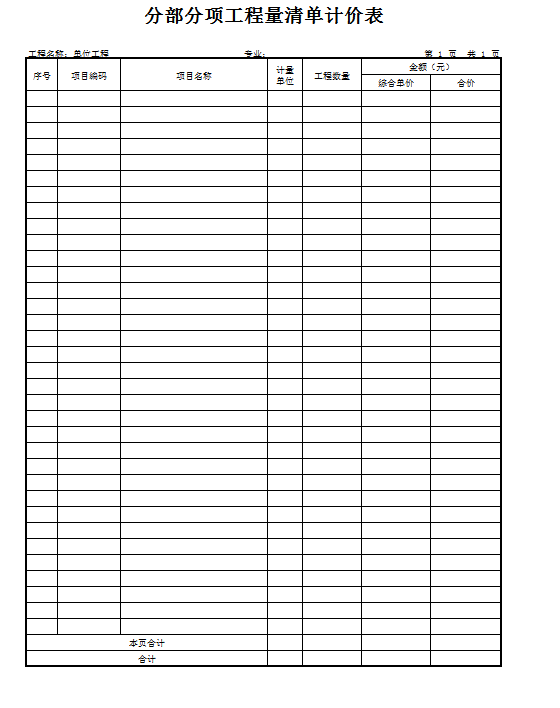 分部分项工程量清单计价表
工程名称：单位工程 专业： 第 1 页 共 1 页
序号 项目编码 项目名称 计量单位 工程数量 金额（元）
综合单价 合价
本页合计
合计